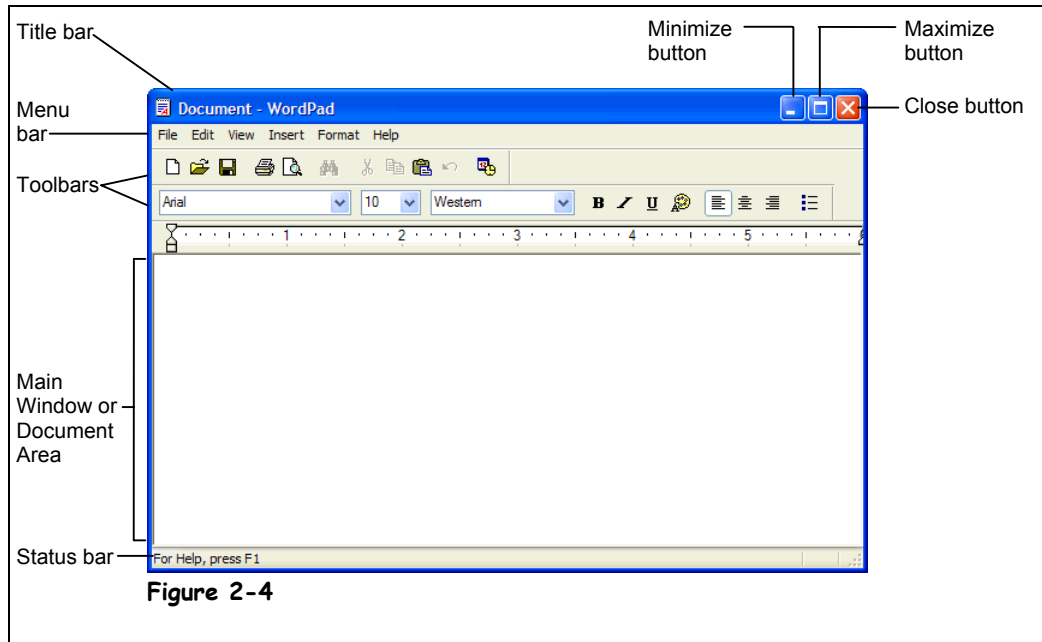 Title bar
Minimize
button
Maximize
button
Document - WordPad
Close button
Menu
bar
File Edit View Insert Format Help
Toolbars
Arial 10 Western B I U
1 2 3 4 5
Main
Window or
Document
Area
Status bar
For Help, press F1
Figure 2-4